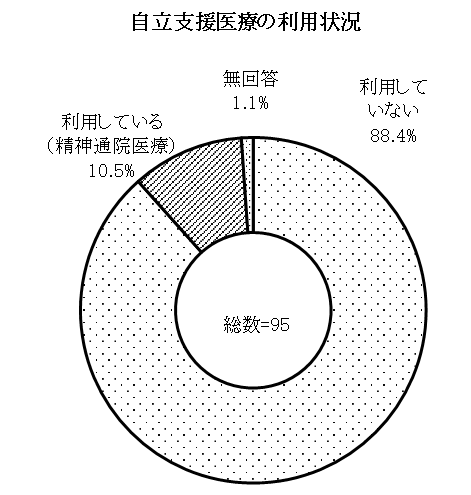 自立支援医療の利用状況
無回答
1.1%
利用して
いない
88.4%
利用している
（精神通院医療）
10.5%
総数=95